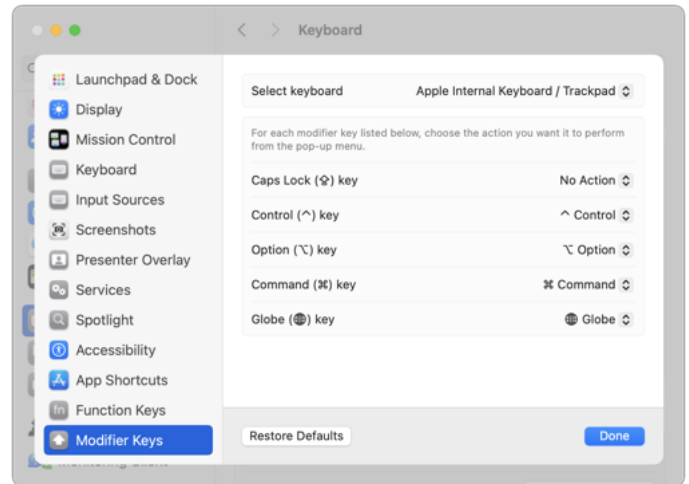 Keyboard
Launchpad & Dock
Display
Mission Control
Keyboard
Input Sources
Screenshots
Presenter Overlay
Services
Spotlight
Accessibility
App Shortcuts
fn Function Keys
Modifier Keys
Select keyboard Apple Internal Keyboard / Trackpad
For each modifier key listed below, choose the action you want it to perform
from the pop-up menu.
Caps Lock (⇪) key No Action
Control (^) key ^ Control
Option (⌥) key ⌥ Option
Command (⌘) key ⌘ Command
Globe (🌐) key 🌐 Globe
Restore Defaults Done